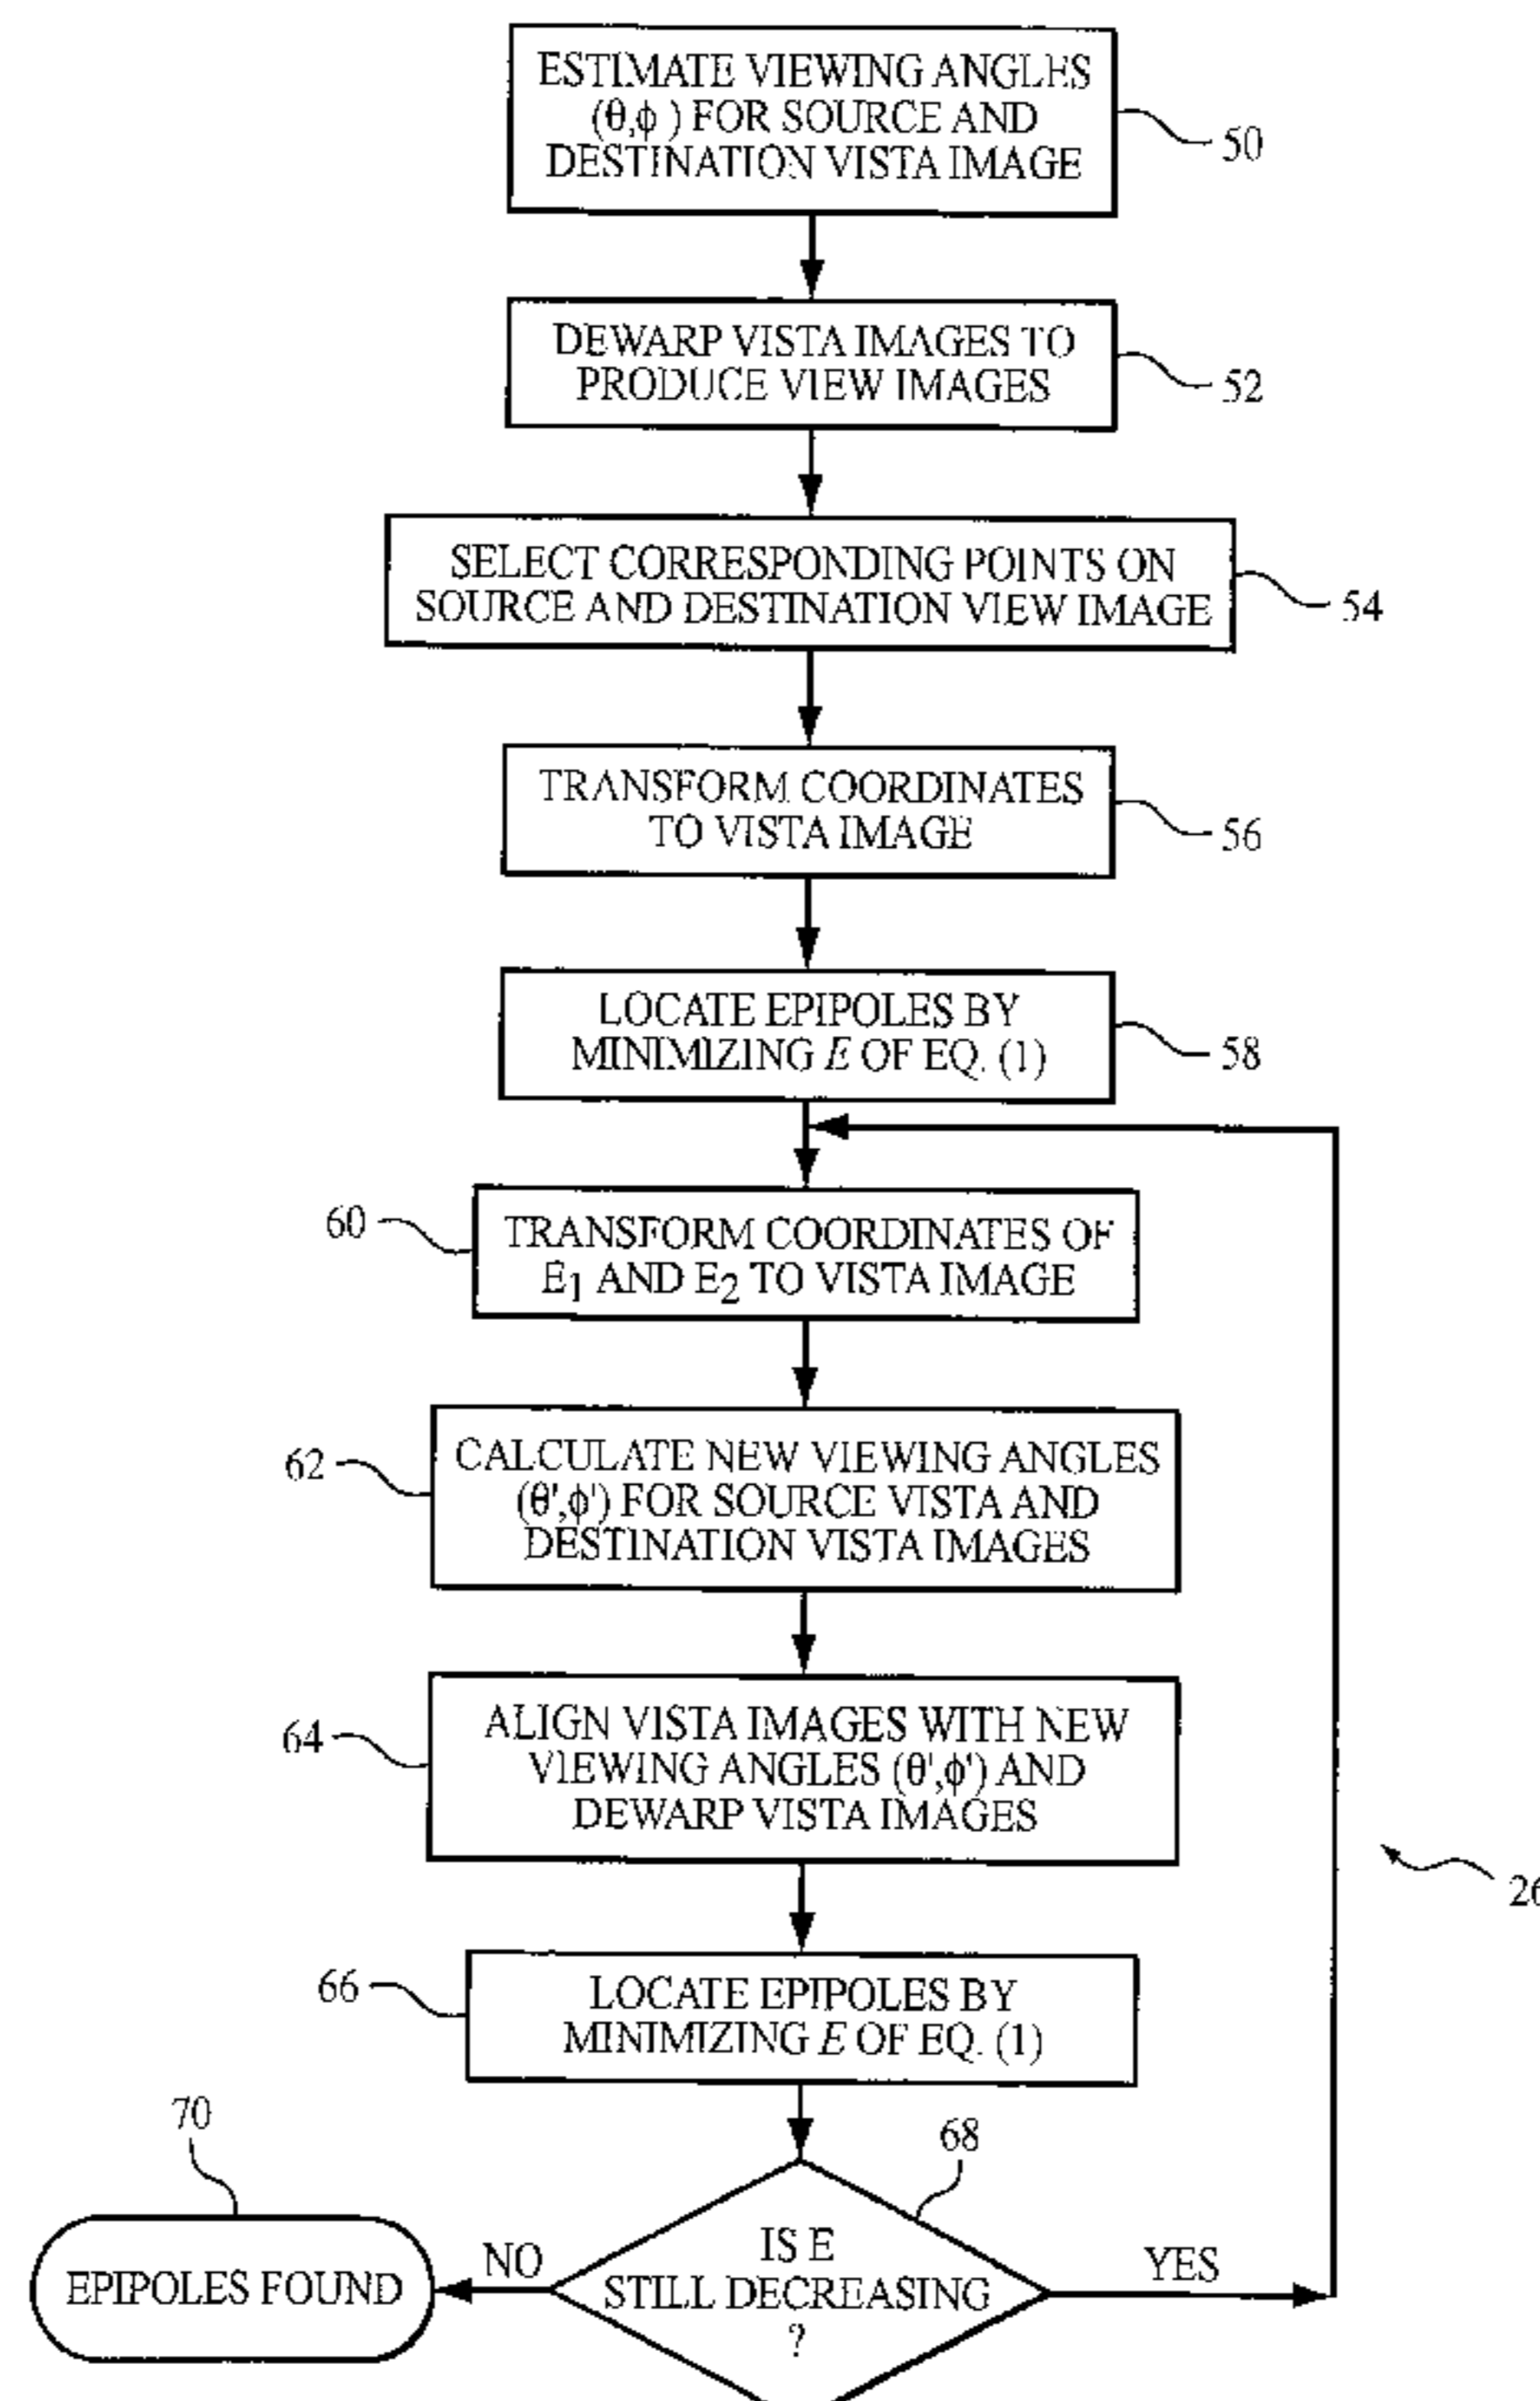 ESTIMATE VIEWING ANGLES
(θ,ϕ ) FOR SOURCE AND
DESTINATION VISTA IMAGE
50
DEWARP VISTA IMAGES TO
PRODUCE VIEW IMAGES
52
SELECT CORRESPONDING POINTS ON
SOURCE AND DESTINATION VIEW IMAGE
54
TRANSFORM COORDINATES
TO VISTA IMAGE
56
LOCATE EPIPOLES BY
MINIMIZING E OF EQ. (1)
58
60
TRANSFORM COORDINATES OF
E1 AND E2 TO VISTA IMAGE
62
CALCULATE NEW VIEWING ANGLES
(θ',ϕ') FOR SOURCE VISTA AND
DESTINATION VISTA IMAGES
64
ALIGN VISTA IMAGES WITH NEW
VIEWING ANGLES (θ',ϕ') AND
DEWARP VISTA IMAGES
26
66
LOCATE EPIPOLES BY
MINIMIZING E OF EQ. (1)
70
68
EPIPOLES FOUND
NO
IS E
STILL DECREASING
?
YES